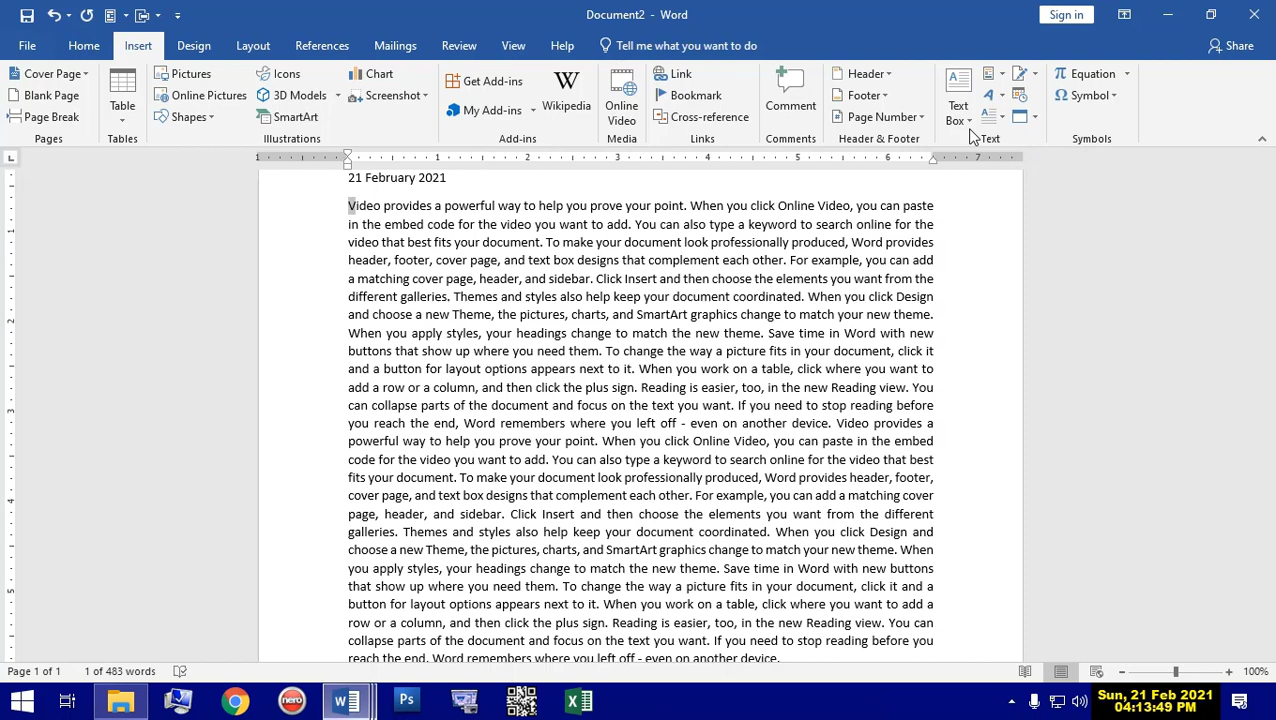 Document2 - Word
Sign in
File Home Insert Design Layout References Mailings Review View Help Tell me what you want to do Share
Cover Page
Blank Page
Page Break
Pages
Table
Tables
Pictures
Online Pictures
Shapes
Icons
3D Models
SmartArt
Chart
Screenshot
Illustrations
Get Add-ins
My Add-ins
Wikipedia
Add-ins
Online
Video
Media
Link
Bookmark
Cross-reference
Links
Comment
Comments
Header
Footer
Page Number
Header & Footer
Text
Box
Text
Equation
Symbol
Symbols
1 1 2 3 4 5 6 7
1
2
3
4
5
21 February 2021
Video provides a powerful way to help you prove your point. When you click Online Video, you can paste
in the embed code for the video you want to add. You can also type a keyword to search online for the
video that best fits your document. To make your document look professionally produced, Word provides
header, footer, cover page, and text box designs that complement each other. For example, you can add
a matching cover page, header, and sidebar. Click Insert and then choose the elements you want from the
different galleries. Themes and styles also help keep your document coordinated. When you click Design
and choose a new Theme, the pictures, charts, and SmartArt graphics change to match your new theme.
When you apply styles, your headings change to match the new theme. Save time in Word with new
buttons that show up where you need them. To change the way a picture fits in your document, click it
and a button for layout options appears next to it. When you work on a table, click where you want to
add a row or a column, and then click the plus sign. Reading is easier, too, in the new Reading view. You
can collapse parts of the document and focus on the text you want. If you need to stop reading before
you reach the end, Word remembers where you left off - even on another device. Video provides a
powerful way to help you prove your point. When you click Online Video, you can paste in the embed
code for the video you want to add. You can also type a keyword to search online for the video that best
fits your document. To make your document look professionally produced, Word provides header, footer,
cover page, and text box designs that complement each other. For example, you can add a matching cover
page, header, and sidebar. Click Insert and then choose the elements you want from the different
galleries. Themes and styles also help keep your document coordinated. When you click Design and
choose a new Theme, the pictures, charts, and SmartArt graphics change to match your new theme. When
you apply styles, your headings change to match the new theme. Save time in Word with new buttons
that show up where you need them. To change the way a picture fits in your document, click it and a
button for layout options appears next to it. When you work on a table, click where you want to add a
row or a column, and then click the plus sign. Reading is easier, too, in the new Reading view. You can
collapse parts of the document and focus on the text you want. If you need to stop reading before you
reach the end, Word remembers where you left off - even on another device.
Page 1 of 1 1 of 483 words 100%
nero
Ps
Sun, 21 Feb 2021
04:13:49 PM